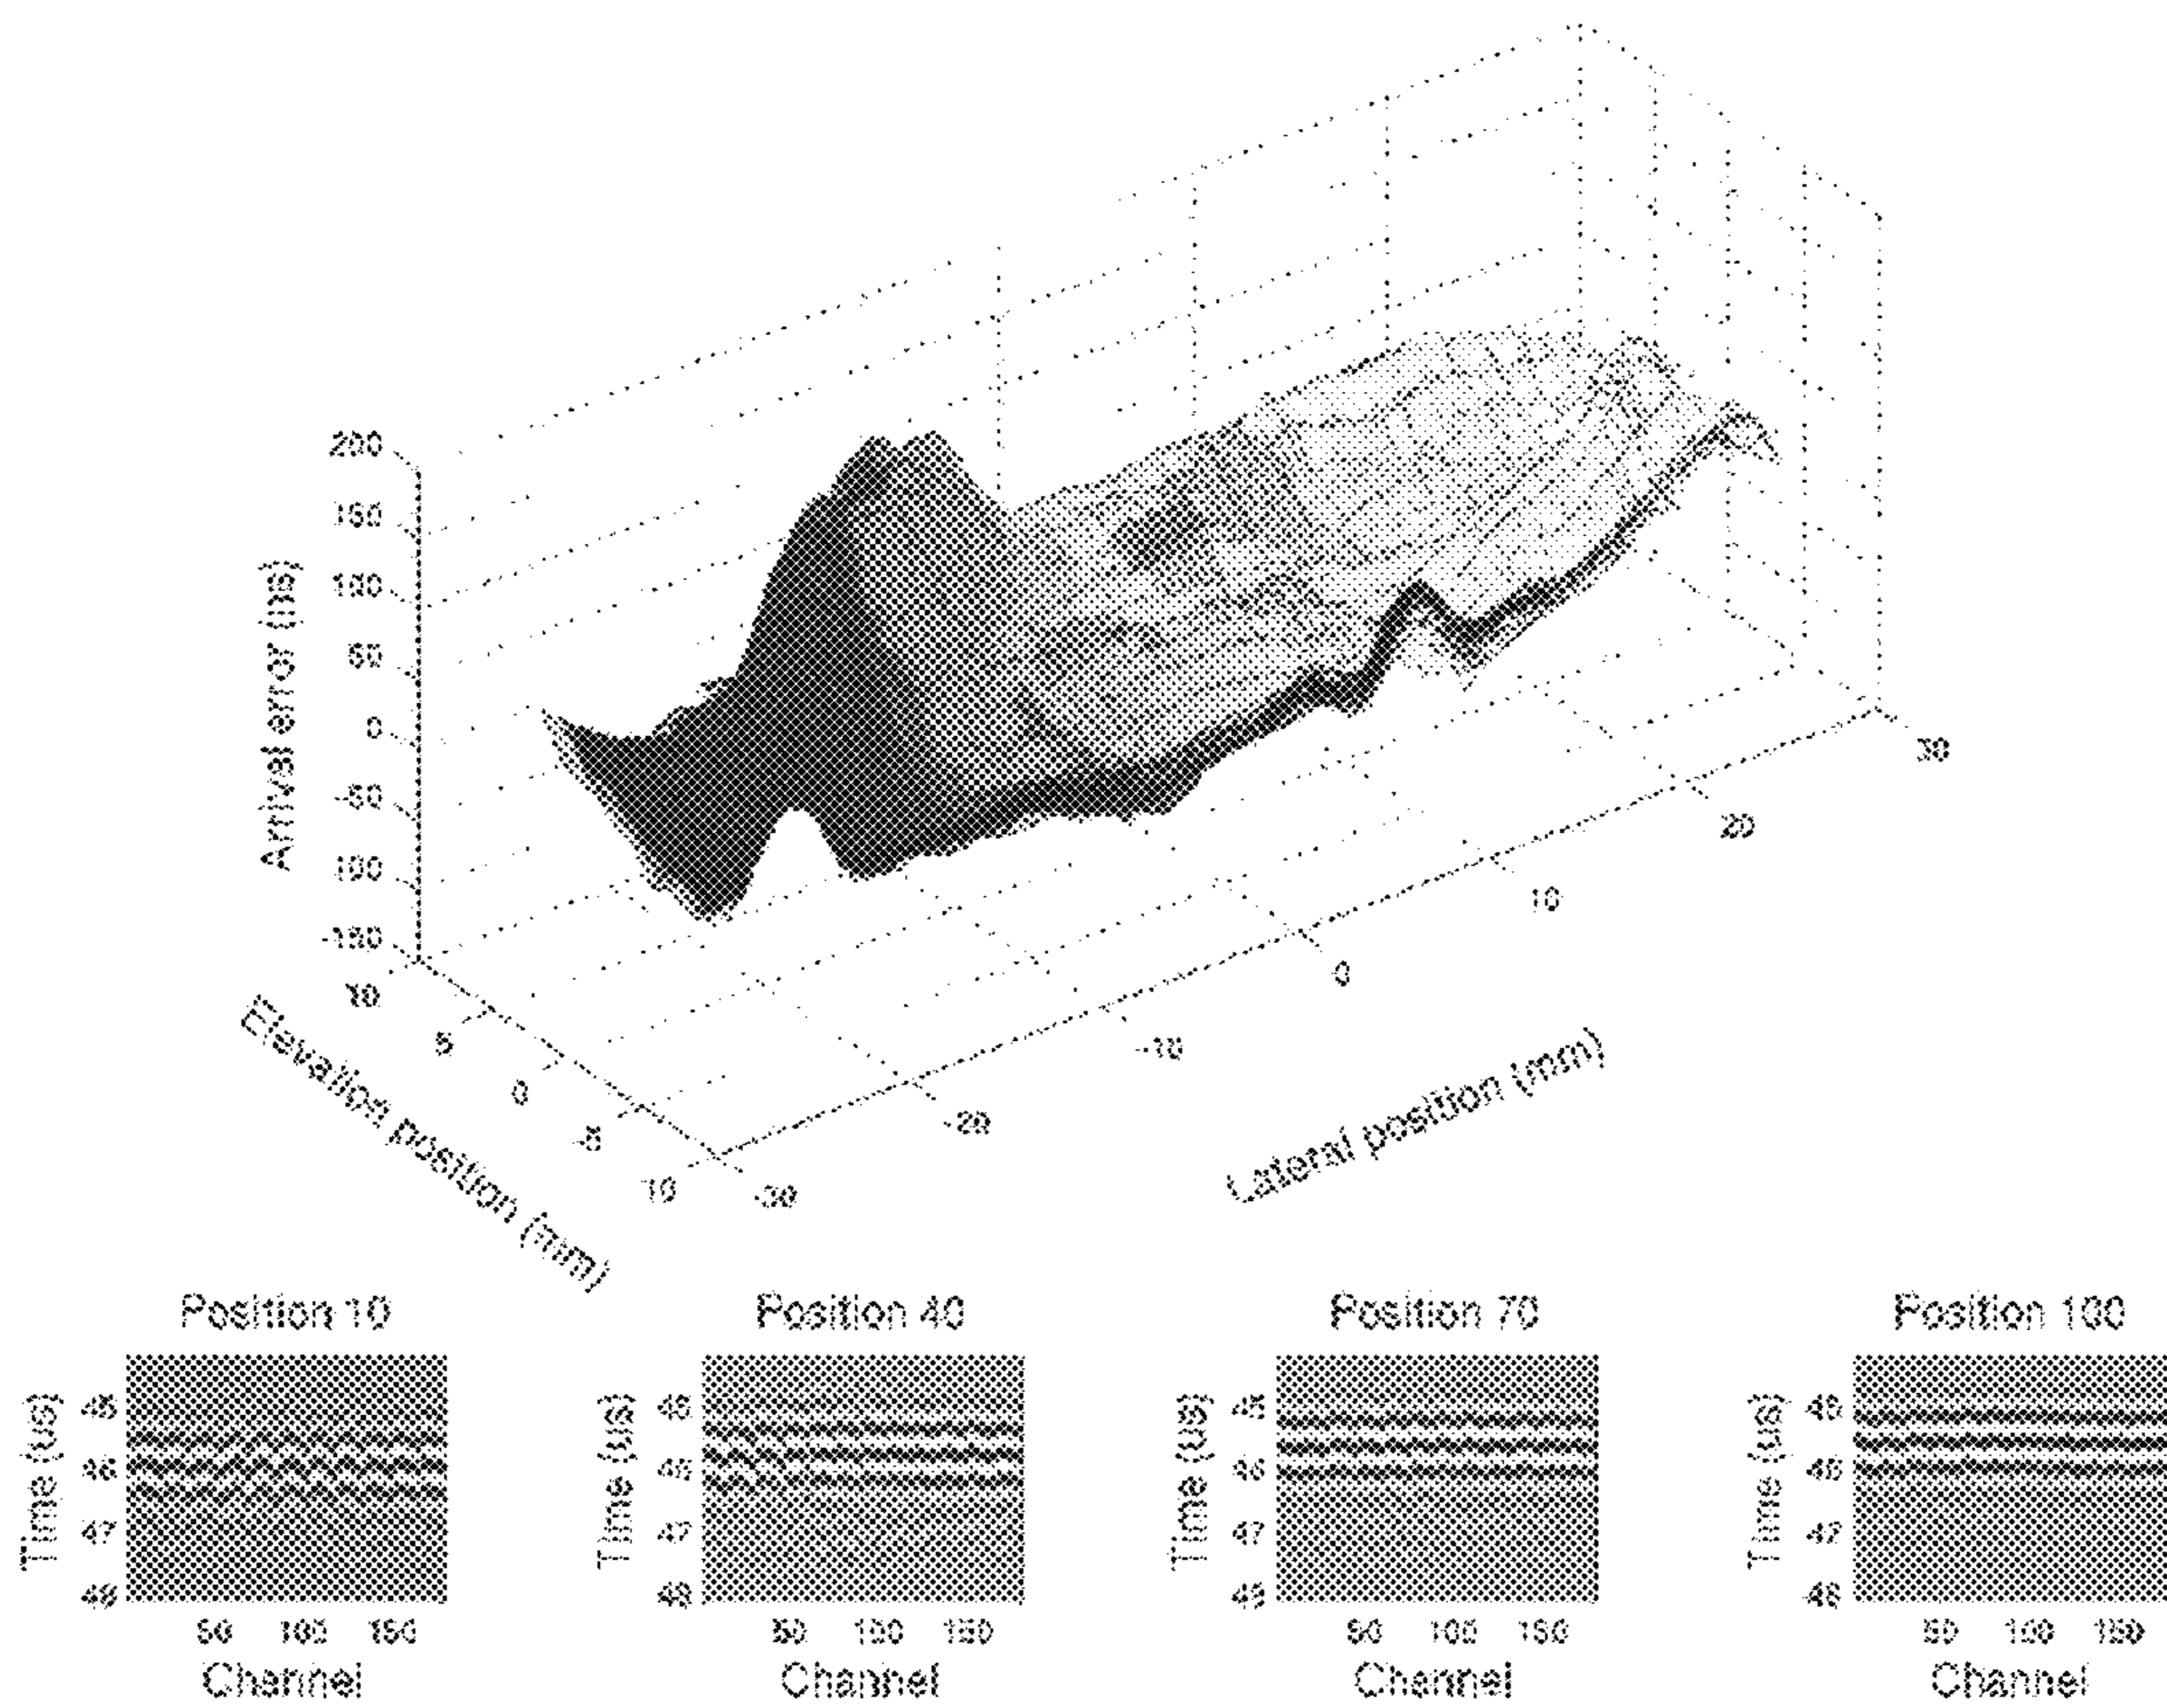 200
150
100
50
0
-50
-100
-150
Arrival error (ns)
10
5
0
-5
-10
Elevation position (mm)
-30
-20
-10
0
10
20
30
Lateral position (mm)
Position 10
Position 40
Position 70
Position 100
Time (us)
45
46
47
48
50 100 150
Channel
Time (us)
45
46
47
48
50 100 150
Channel
Time (us)
45
46
47
48
50 100 150
Channel
Time (us)
45
46
47
48
50 100 150
Channel